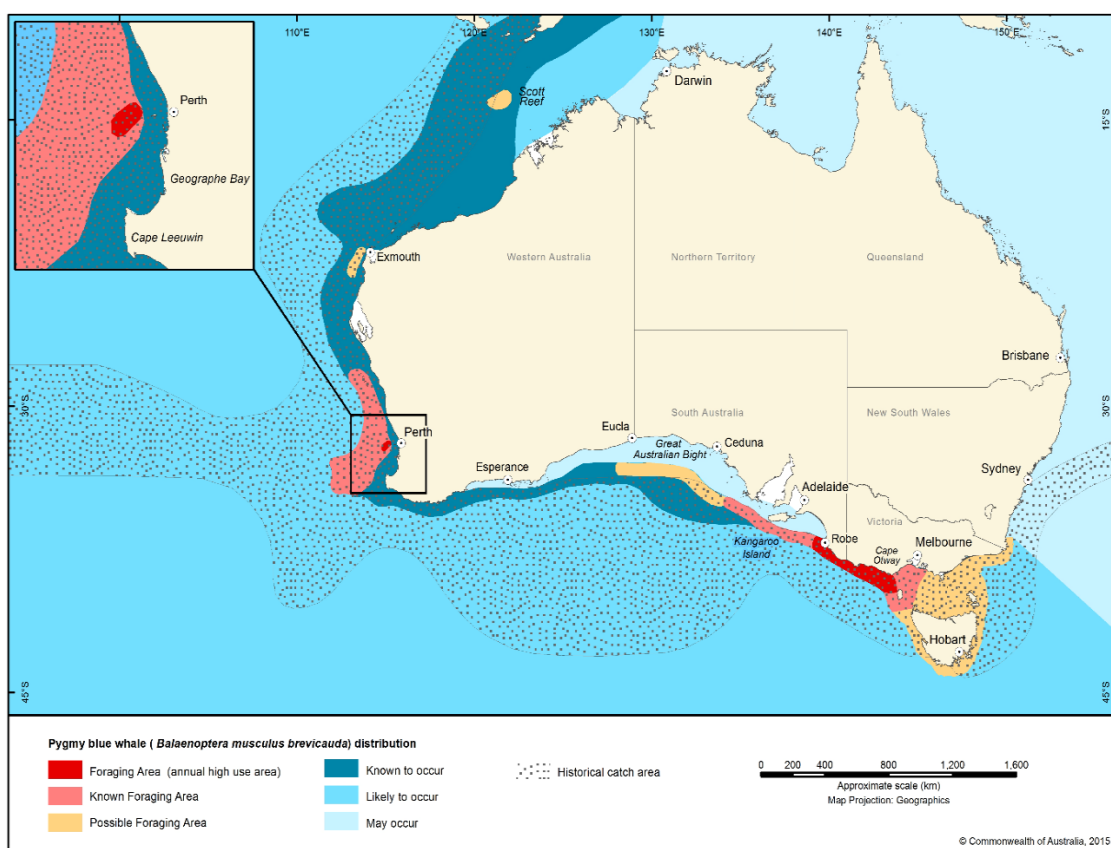 110°E
120°E
130°E
140°E
150°E
Perth
Geographe Bay
Cape Leeuwin
Scott
Reef
Darwin
15°S
Exmouth
Western Australia
Northern Territory
Queensland
Brisbane
30°S
30°S
South Australia
New South Wales
Perth
Eucla
Great
Australian Bight
Ceduna
Esperance
Sydney
Adelaide
Victoria
Kangaroo
Island
Robe
Cape
Otway
Melbourne
Hobart
45°S
45°S
Pygmy blue whale ( Balaenoptera musculus brevicauda) distribution
Foraging Area (annual high use area)
Known Foraging Area
Possible Foraging Area
Known to occur
Likely to occur
May occur
Historical catch area
0 200 400 800 1,200 1,600
Approximate scale (km)
Map Projection: Geographics
© Commonwealth of Australia, 2015